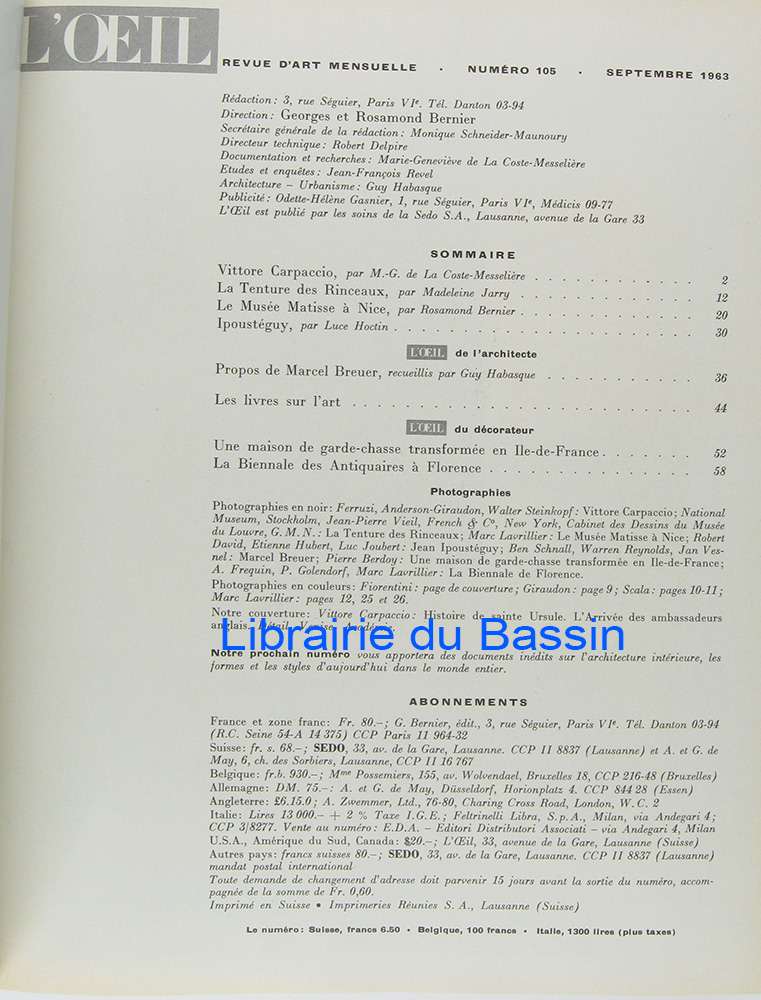 L'ŒIL
REVUE D'ART MENSUELLE · NUMÉRO 105 · SEPTEMBRE 1963
Rédaction : 3, rue Séguier, Paris VIe. Tél. Danton 03-94
Direction : Georges et Rosamond Bernier
Secrétaire générale de la rédaction : Monique Schneider-Maunoury
Directeur technique : Robert Delpire
Documentation et recherches : Marie-Geneviève de La Coste-Messelière
Etudes et enquêtes : Jean-François Revel
Architecture – Urbanisme : Guy Habasque
Publicité : Odette-Hélène Gasnier, 1, rue Séguier, Paris VIe, Médicis 09-77
L'Œil est publié par les soins de la Sedo S.A., Lausanne, avenue de la Gare 33
SOMMAIRE
Vittore Carpaccio, par M.-G. de La Coste-Messelière . . . . . . . . . . . . 2
La Tenture des Rinceaux, par Madeleine Jarry . . . . . . . . . . . . . 12
Le Musée Matisse à Nice, par Rosamond Bernier . . . . . . . . . . . . . 20
Ipoustéguy, par Luce Hoctin . . . . . . . . . . . . . . . . . . . . . 30
L'ŒIL de l'architecte
Propos de Marcel Breuer, recueillis par Guy Habasque . . . . . . . . . . . 36
Les livres sur l'art . . . . . . . . . . . . . . . . . . . . . . . . 44
L'ŒIL du décorateur
Une maison de garde-chasse transformée en Ile-de-France . . . . . . . 52
La Biennale des Antiquaires à Florence . . . . . . . . . . . . . . . 58
Photographies
Photographies en noir : Ferruzi, Anderson-Giraudon, Walter Steinkopf : Vittore Carpaccio ; National
Museum, Stockholm, Jean-Pierre Vieil, French & Co, New York, Cabinet des Dessins du Musée
du Louvre, G. M. N. : La Tenture des Rinceaux ; Marc Lavrillier : Le Musée Matisse à Nice ; Robert
David, Etienne Hubert, Luc Joubert : Jean Ipoustéguy ; Ben Schnall, Warren Reynolds, Jan Ves-
nel : Marcel Breuer ; Pierre Berdoy : Une maison de garde-chasse transformée en Ile-de-France ;
A. Frequin, P. Golendorf, Marc Lavrillier : La Biennale de Florence.
Photographies en couleurs : Fiorentini : page de couverture ; Giraudon : page 9 ; Scala : pages 10-11 ;
Marc Lavrillier : pages 12, 25 et 26.
Notre couverture : Vittore Carpaccio : Histoire de sainte Ursule. L'Arrivée des ambassadeurs
anglais. Détail. Venise, Académie.
Librairie du Bassin
Notre prochain numéro vous apportera des documents inédits sur l'architecture intérieure, les
formes et les styles d'aujourd'hui dans le monde entier.
ABONNEMENTS
France et zone franc : Fr. 80.– ; G. Bernier, édit., 3, rue Séguier, Paris VIe. Tél. Danton 03-94
(R.C. Seine 54-A 14 375) CCP Paris 11 964-32
Suisse : fr. s. 68.– ; SEDO, 33, av. de la Gare, Lausanne. CCP II 8837 (Lausanne) et A. et G. de
May, 6, ch. des Sorbiers, Lausanne, CCP II 16 767
Belgique : fr.b. 930.– ; Mme Possemiers, 155, av. Wolvendael, Bruxelles 18, CCP 216-48 (Bruxelles)
Allemagne : DM. 75.– : A. et G. de May, Düsseldorf, Horionplatz 4. CCP 844 28 (Essen)
Angleterre : £6.15.0 ; A. Zwemmer, Ltd., 76-80, Charing Cross Road, London, W. C. 2
Italie : Lires 13 000.– + 2 % Taxe I.G.E. ; Feltrinelli Libra, S. p. A., Milan, via Andegari 4 ;
CCP 3/8277. Vente au numéro : E.D.A. – Editori Distributori Associati – via Andegari 4, Milan
U.S.A., Amérique du Sud, Canada : $20.– ; L'Œil, 33, avenue de la Gare, Lausanne (Suisse)
Autres pays : francs suisses 80.– ; SEDO, 33, av. de la Gare, Lausanne. CCP II 8837 (Lausanne)
mandat postal international
Toute demande de changement d'adresse doit parvenir 15 jours avant la sortie du numéro, accom-
pagnée de la somme de Fr. 0,60.
Imprimé en Suisse • Imprimeries Réunies S. A., Lausanne (Suisse)
Le numéro : Suisse, francs 6.50 • Belgique, 100 francs • Italie, 1300 lires (plus taxes)